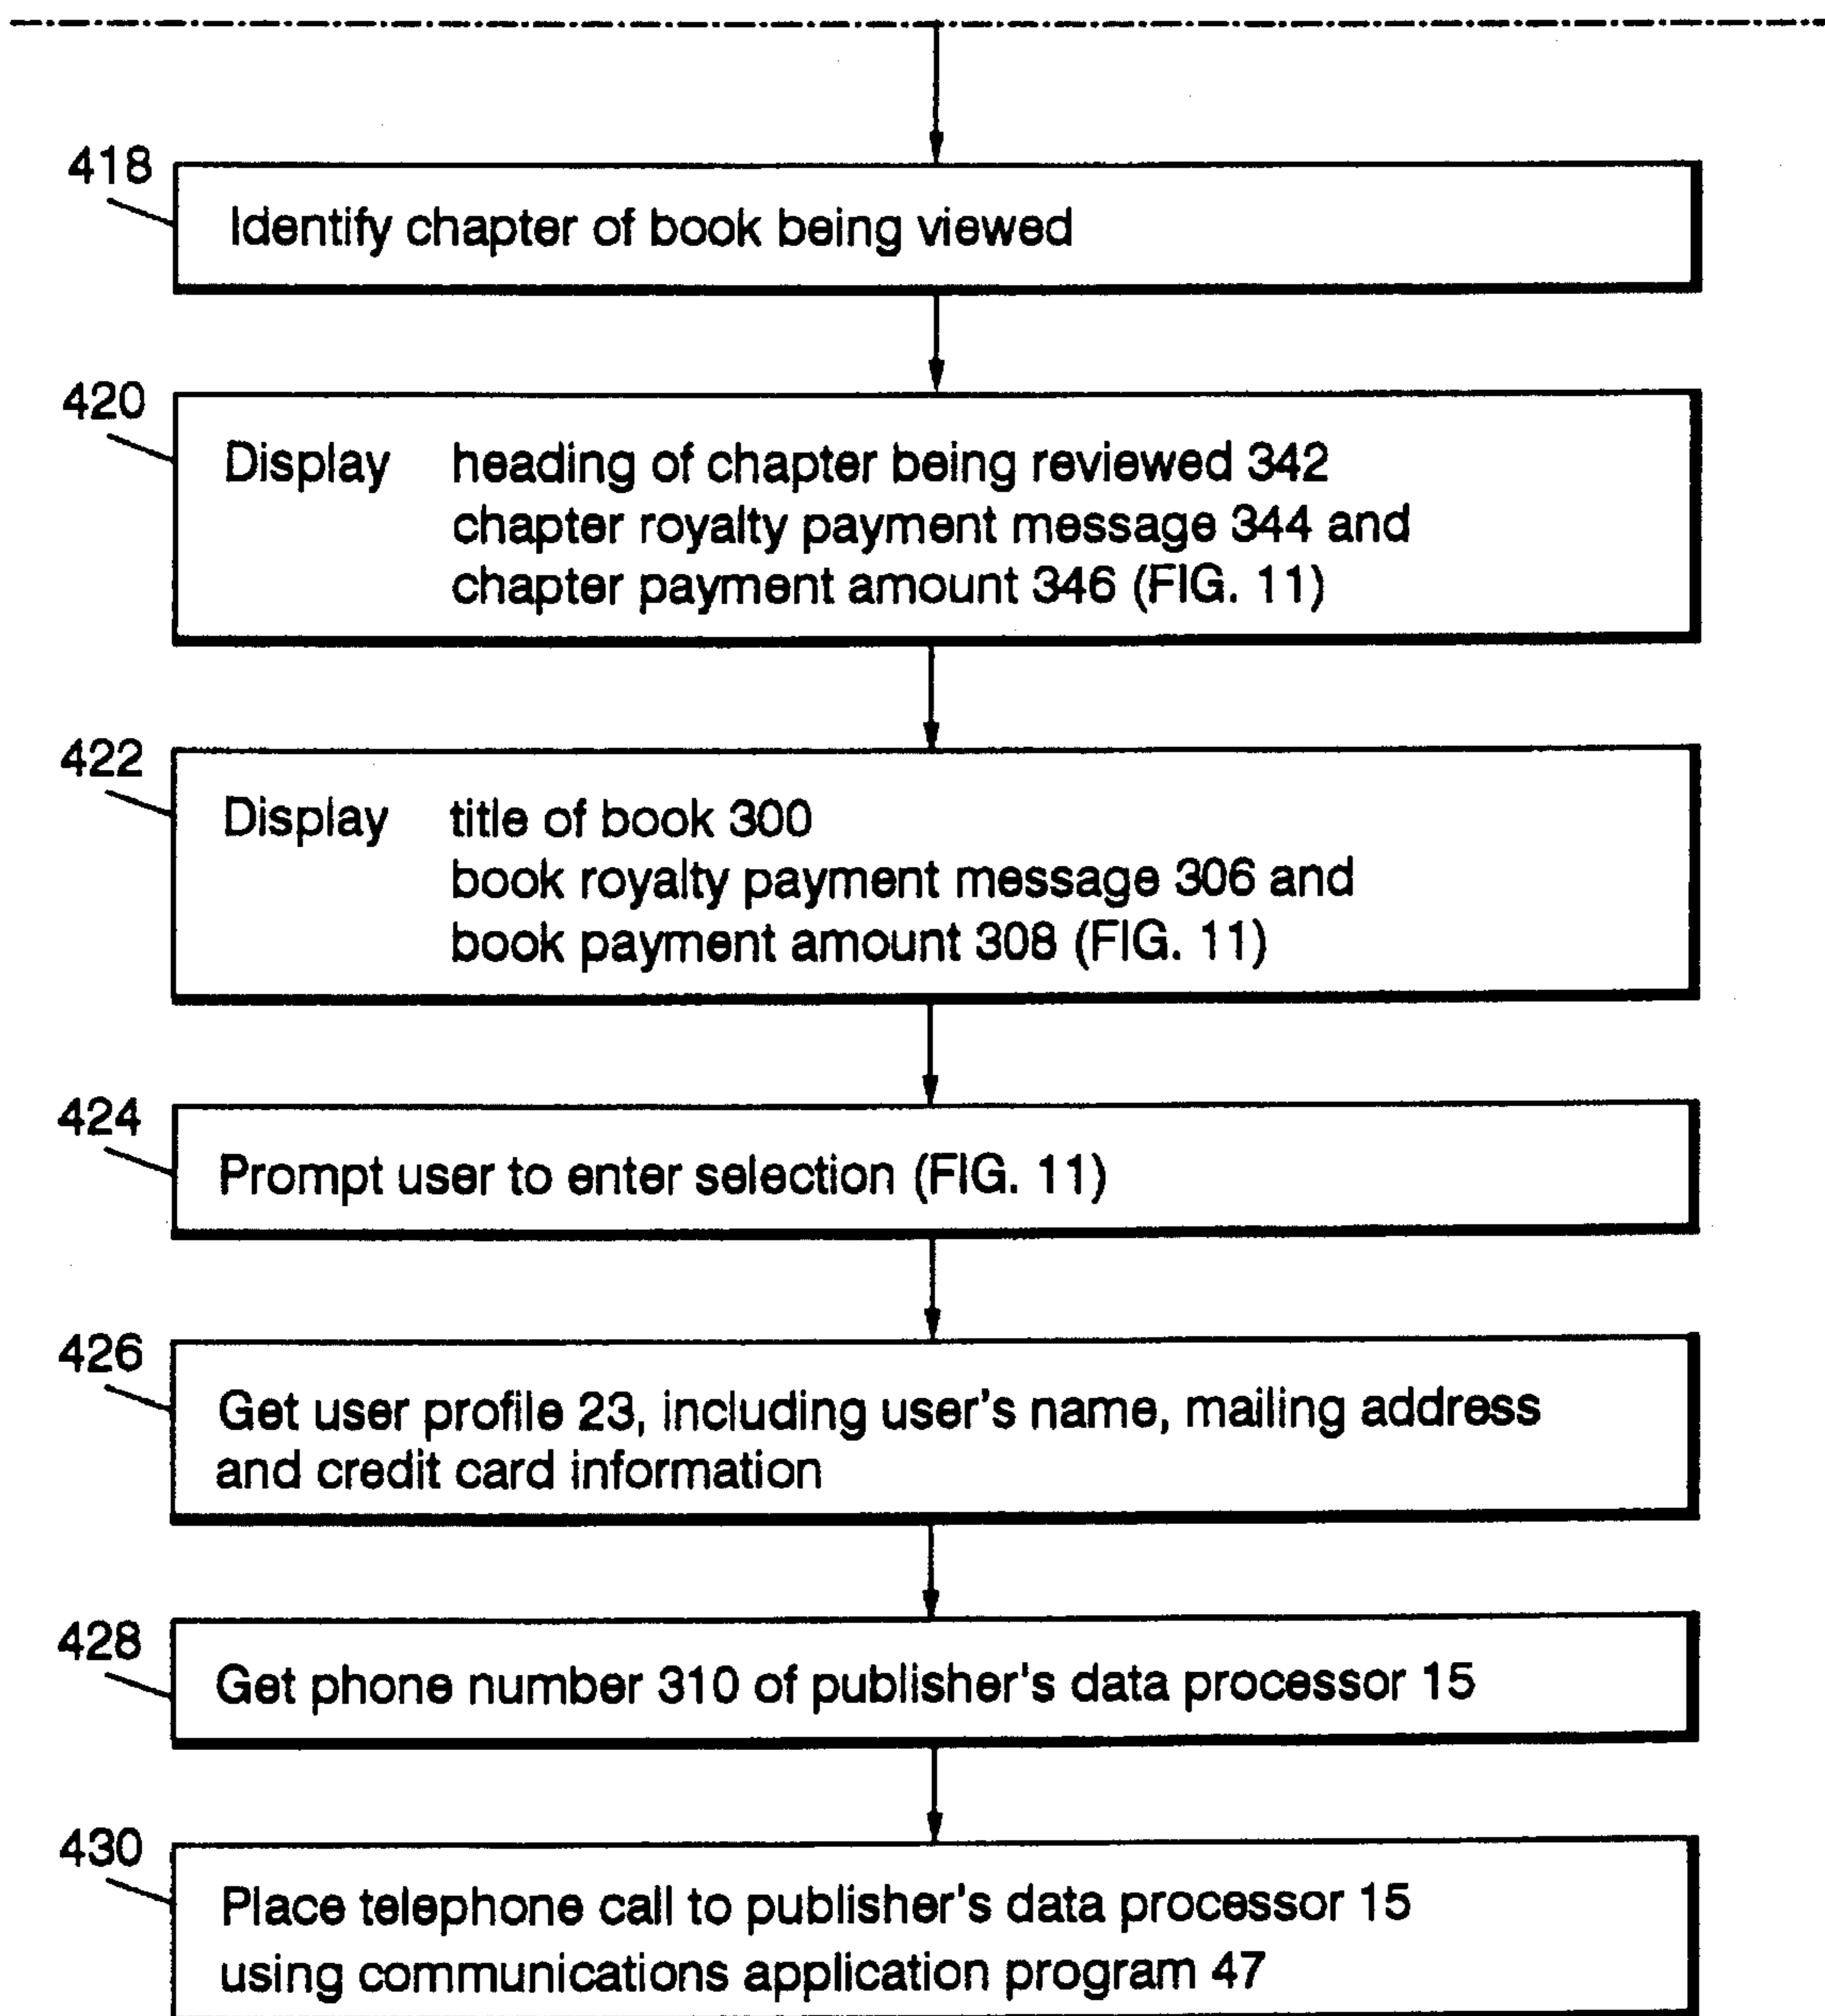 418
Identify chapter of book being viewed
420
Display heading of chapter being reviewed 342
chapter royalty payment message 344 and
chapter payment amount 346 (FIG. 11)
422
Display title of book 300
book royalty payment message 306 and
book payment amount 308 (FIG. 11)
424
Prompt user to enter selection (FIG. 11)
426
Get user profile 23, including user's name, mailing address
and credit card information
428
Get phone number 310 of publisher's data processor 15
430
Place telephone call to publisher's data processor 15
using communications application program 47